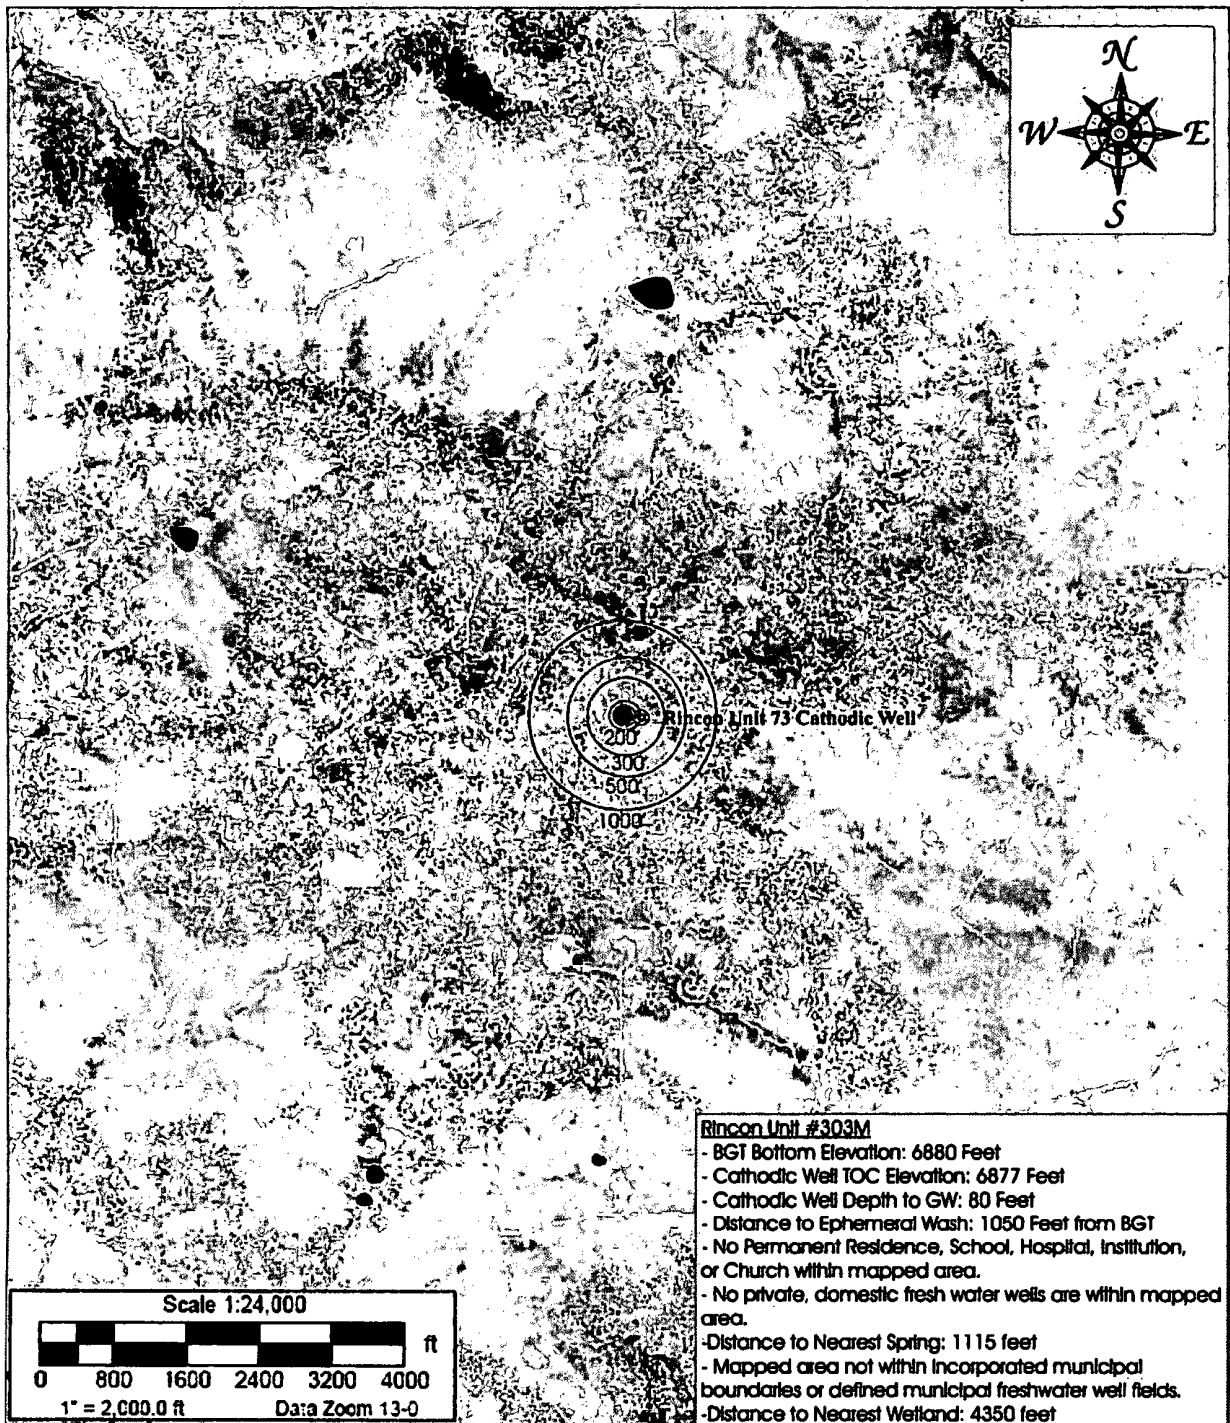 N
W E
S
Rincon Unit 73 Cathodic Well
200
300
500
1000
Rincon Unit #303M
- BGT Bottom Elevation: 6880 Feet
- Cathodic Well TOC Elevation: 6877 Feet
- Cathodic Well Depth to GW: 80 Feet
- Distance to Ephemeral Wash: 1050 Feet from BGT
- No Permanent Residence, School, Hospital, Institution,
or Church within mapped area.
- No private, domestic fresh water wells are within mapped
area.
-Distance to Nearest Spring: 1115 feet
- Mapped area not within incorporated municipal
boundaries or defined municipal freshwater well fields.
-Distance to Nearest Wetland: 4350 feet
Scale 1:24,000
ft
0 800 1600 2400 3200 4000
1" = 2,000.0 ft Data Zoom 13-0